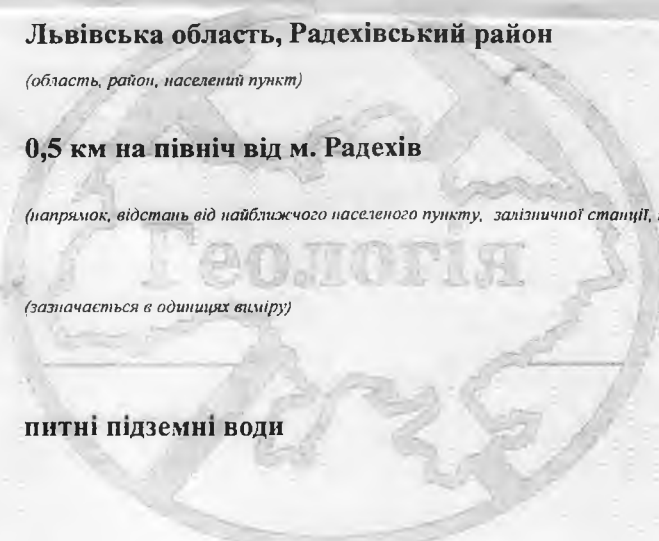 Львівська область, Радехівський район
(область, район, населений пункт)
0,5 км на північ від м. Радехів
(напрямок, відстань від найближчого населеного пункту, залізничної станції,
Геологія
(зазначається в одиницях виміру)
питні підземні води